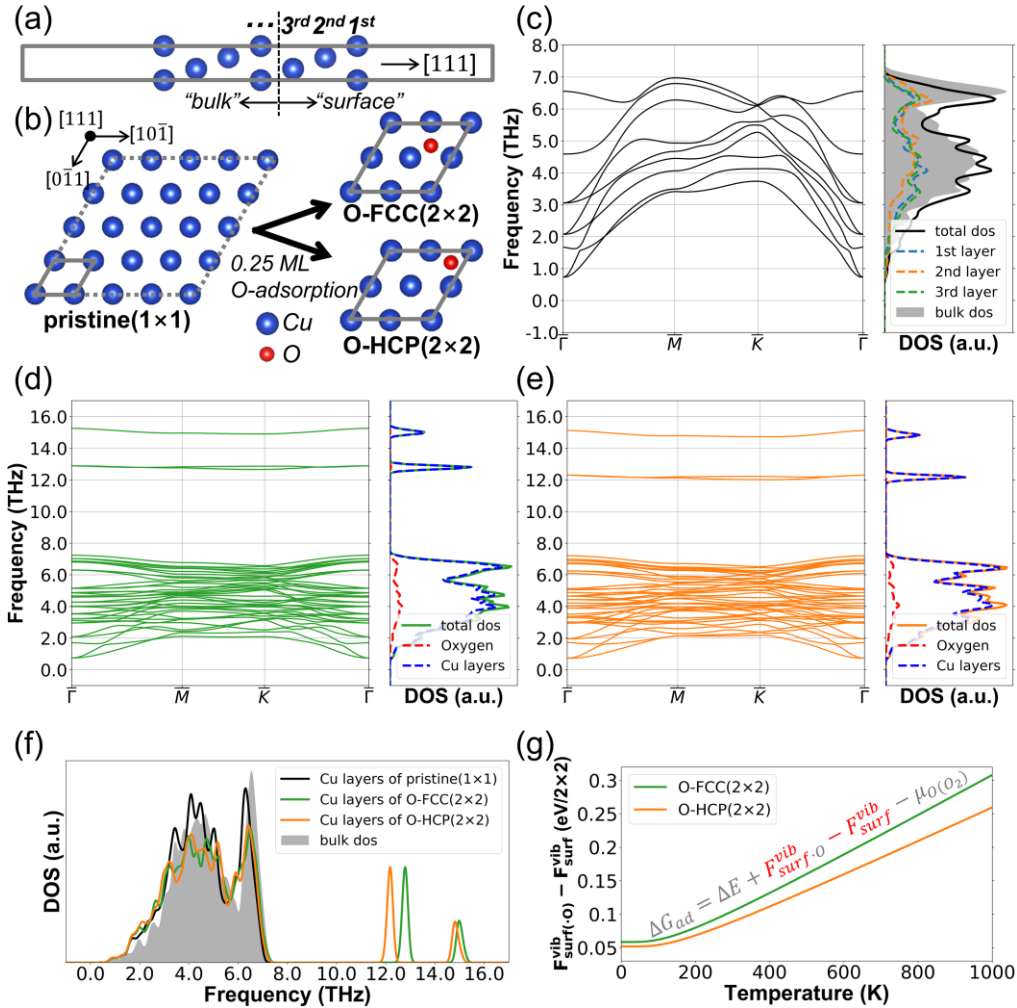 (a)
••• 3rd 2nd 1st
[111]
"bulk" "surface"
(b)
[111]
[101̄]
[01̄1]
pristine(1×1)
0.25 ML
O-adsorption
Cu
O
O-FCC(2×2)
O-HCP(2×2)
(c)
Frequency (THz)
8.0
7.0
6.0
5.0
4.0
3.0
2.0
1.0
0.0
-1.0
Γ̅ M̅ K̅ Γ̅
total dos
1st layer
2nd layer
3rd layer
bulk dos
DOS (a.u.)
(d)
Frequency (THz)
16.0
14.0
12.0
10.0
8.0
6.0
4.0
2.0
0.0
Γ̅ M̅ K̅ Γ̅
total dos
Oxygen
Cu layers
DOS (a.u.)
(e)
16.0
14.0
12.0
10.0
8.0
6.0
4.0
2.0
0.0
Γ̅ M̅ K̅ Γ̅
total dos
Oxygen
Cu layers
DOS (a.u.)
(f)
DOS (a.u.)
Cu layers of pristine(1×1)
Cu layers of O-FCC(2×2)
Cu layers of O-HCP(2×2)
bulk dos
0.0 2.0 4.0 6.0 8.0 10.0 12.0 14.0 16.0
Frequency (THz)
(g)
F^vib_surf(·O) − F^vib_surf (eV/2×2)
0.3
0.25
0.2
0.15
0.1
0.05
O-FCC(2×2)
O-HCP(2×2)
ΔG_ad = ΔE + F^vib_surf·O − F^vib_surf − μ_O(O₂)
0 200 400 600 800 1000
Temperature (K)